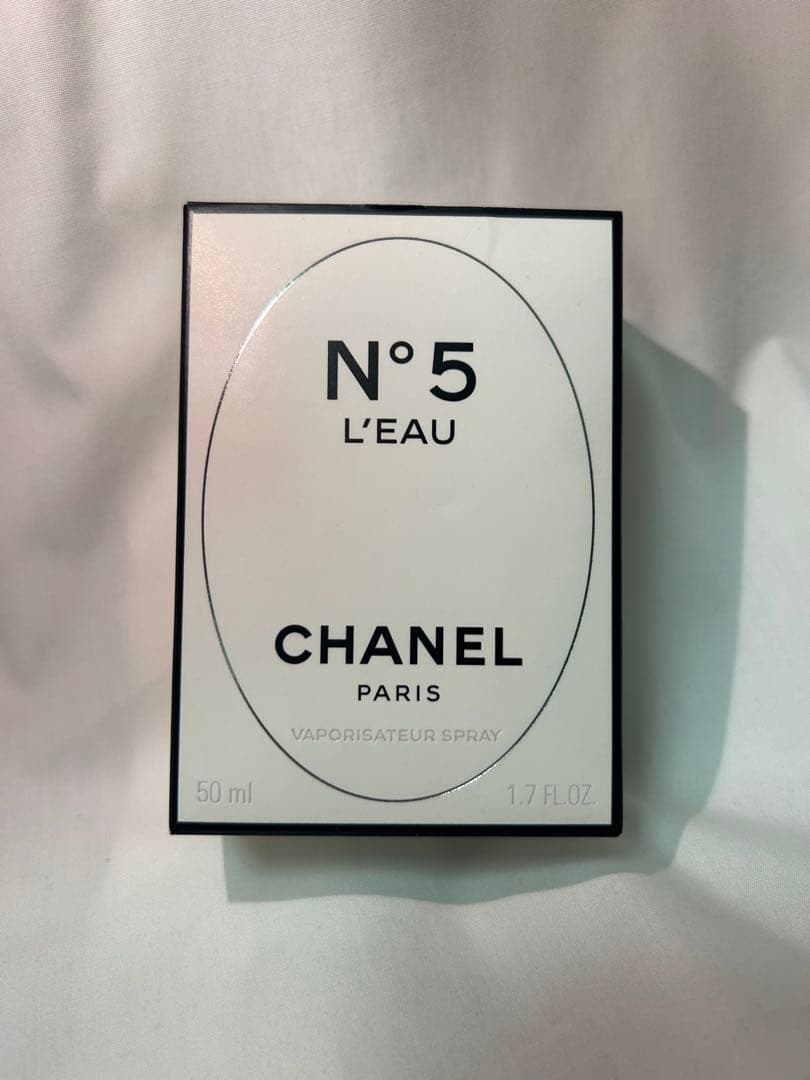 N°5
L'EAU
CHANEL
PARIS
VAPORISATEUR SPRAY
50 ml
1.7 FL.OZ.